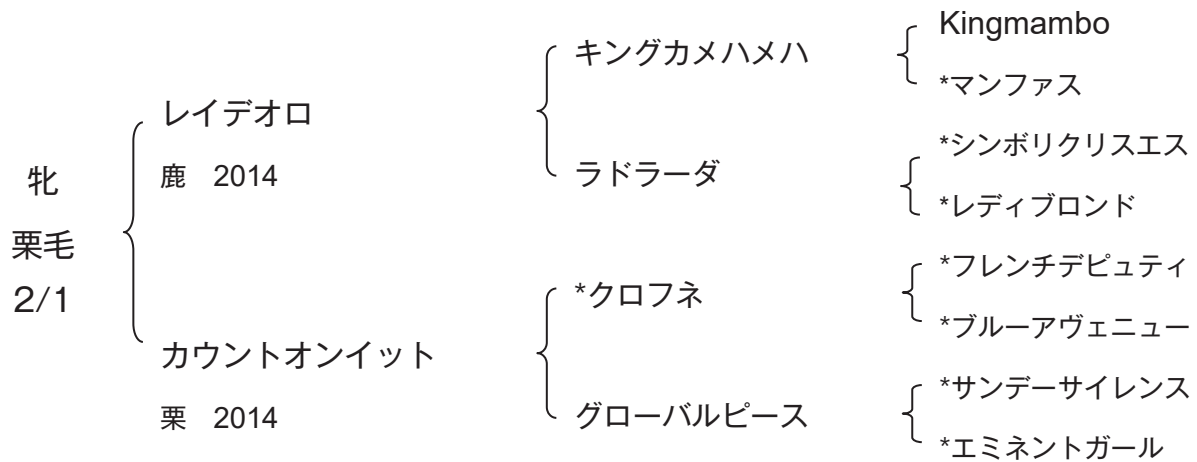 牝
栗毛
2/1
レイデオロ
鹿　2014
カウントオンイット
栗　2014
キングカメハメハ
ラドラーダ
*クロフネ
グローバルピース
Kingmambo
*マンファス
*シンボリクリスエス
*レディブロンド
*フレンチデピュティ
*ブルーアヴェニュー
*サンデーサイレンス
*エミネントガール